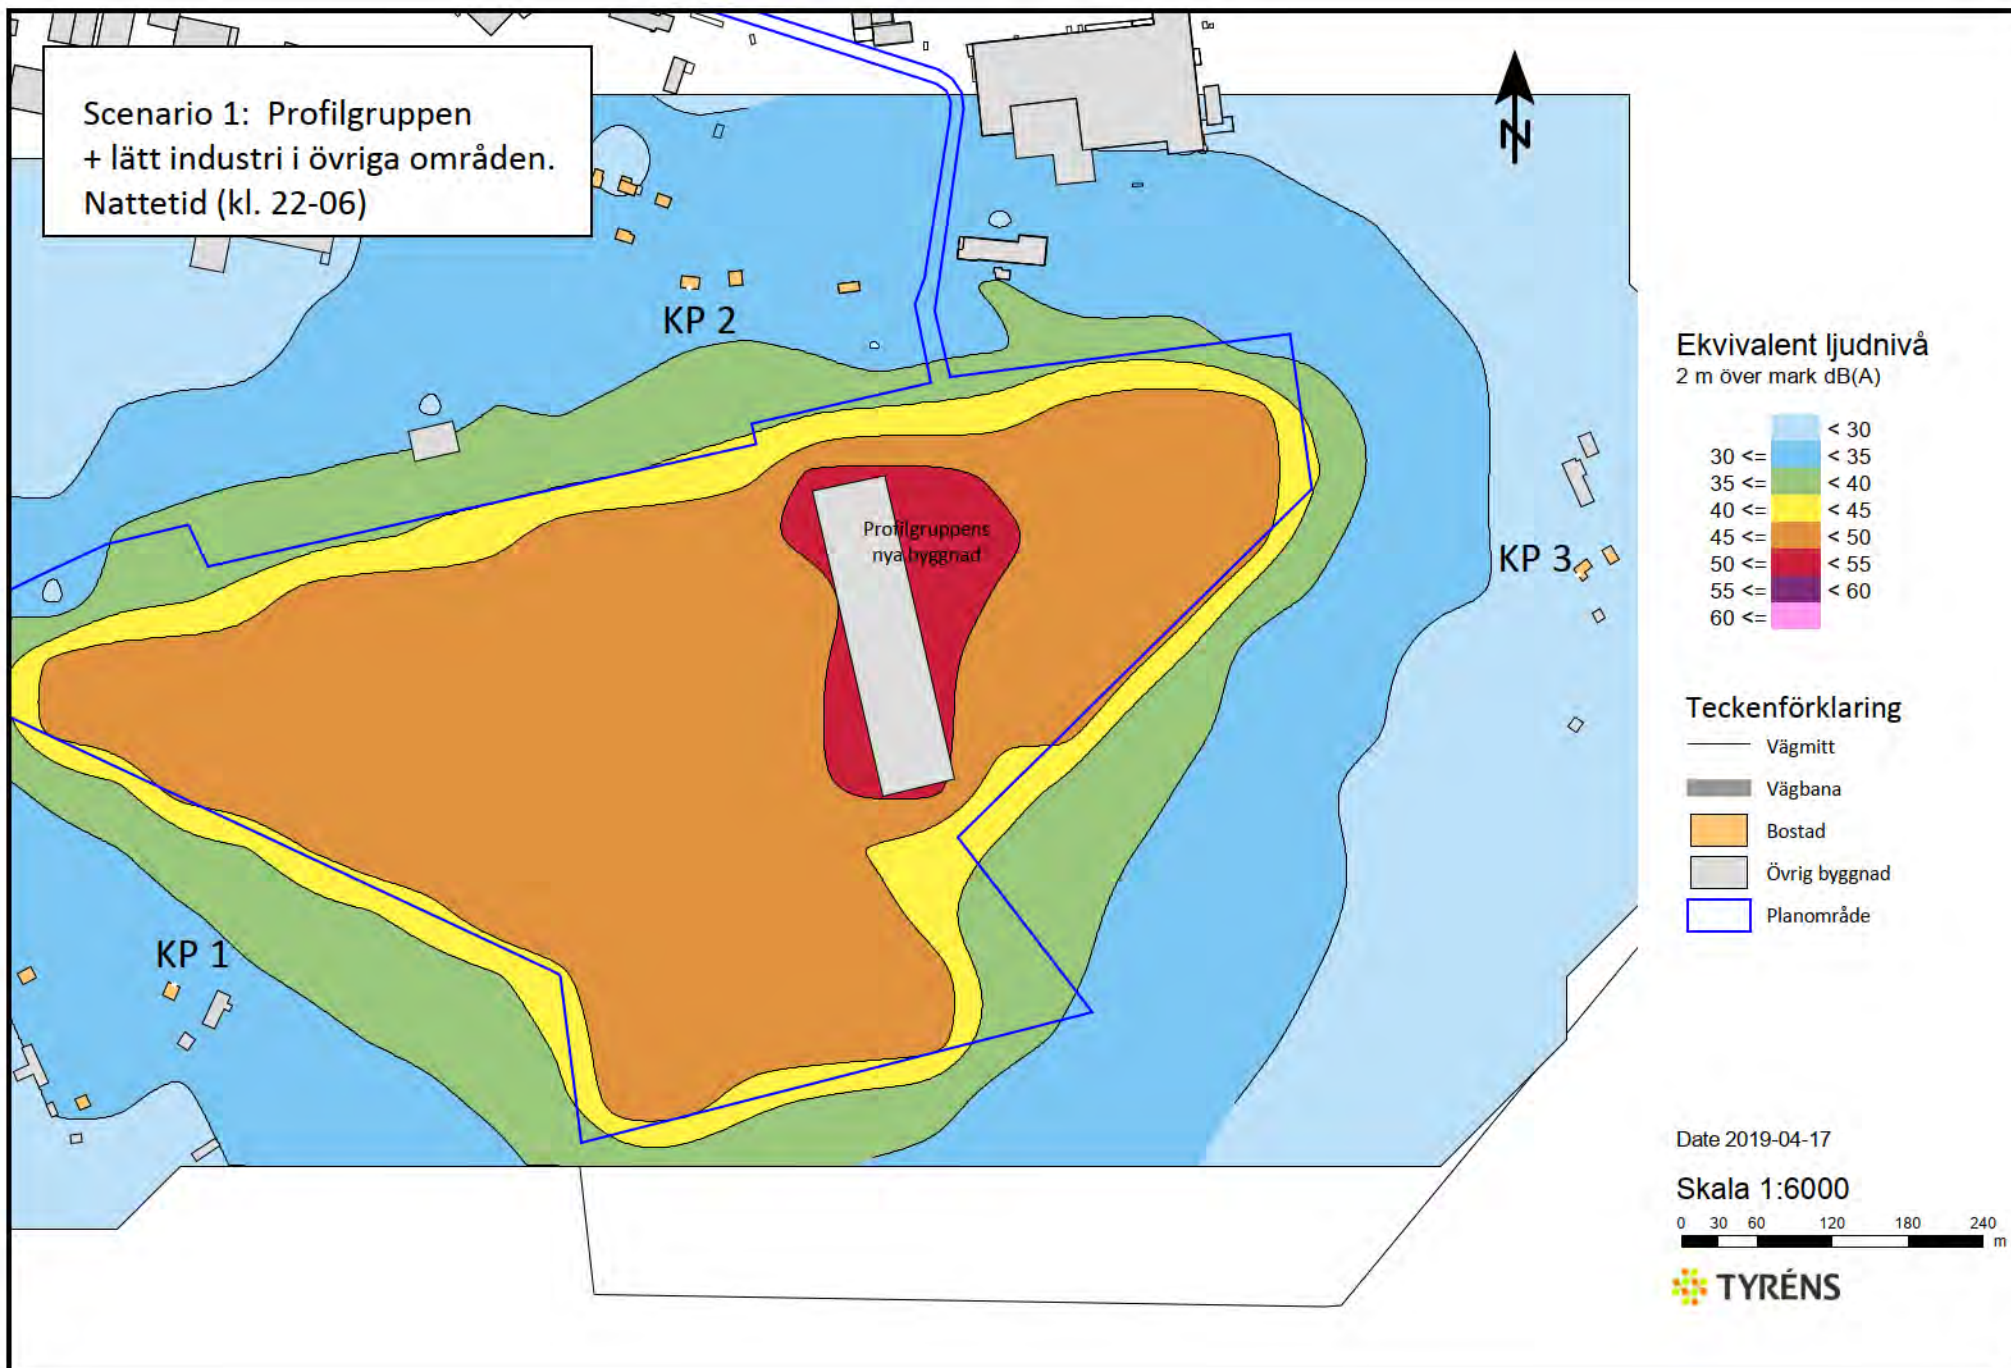 Scenario 1: Profilgruppen
+ lätt industri i övriga områden.
Nattetid (kl. 22-06)
N
KP 2
Profilgruppens
nya byggnad
KP 3
KP 1
Ekvivalent ljudnivå
2 m över mark dB(A)
< 30
30 <= < 35
35 <= < 40
40 <= < 45
45 <= < 50
50 <= < 55
55 <= < 60
60 <=
Teckenförklaring
Vägmitt
Vägbana
Bostad
Övrig byggnad
Planområde
Date 2019-04-17
Skala 1:6000
0 30 60 120 180 240
m
TYRÉNS